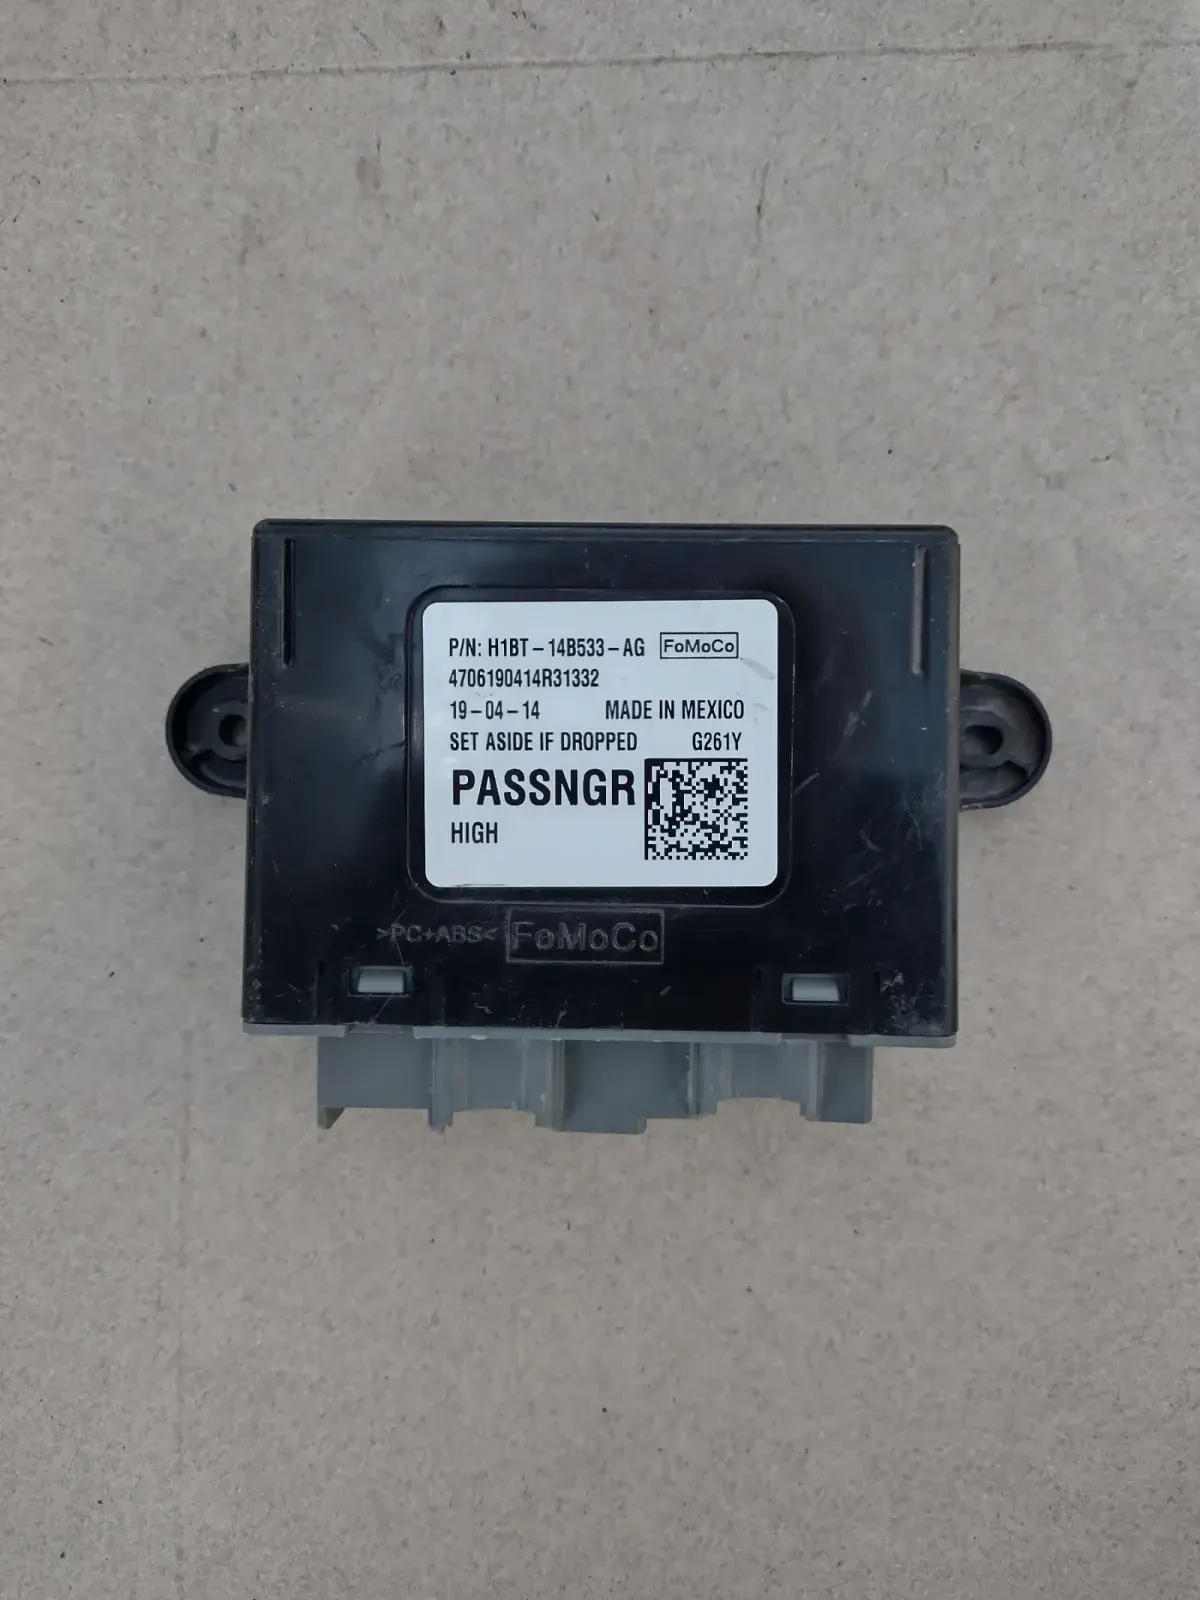 P/N: H1BT-14B533-AG FoMoCo
4706190414R31332
19-04-14 MADE IN MEXICO
SET ASIDE IF DROPPED G261Y
PASSNGR
HIGH
>PC+ABS< FoMoCo